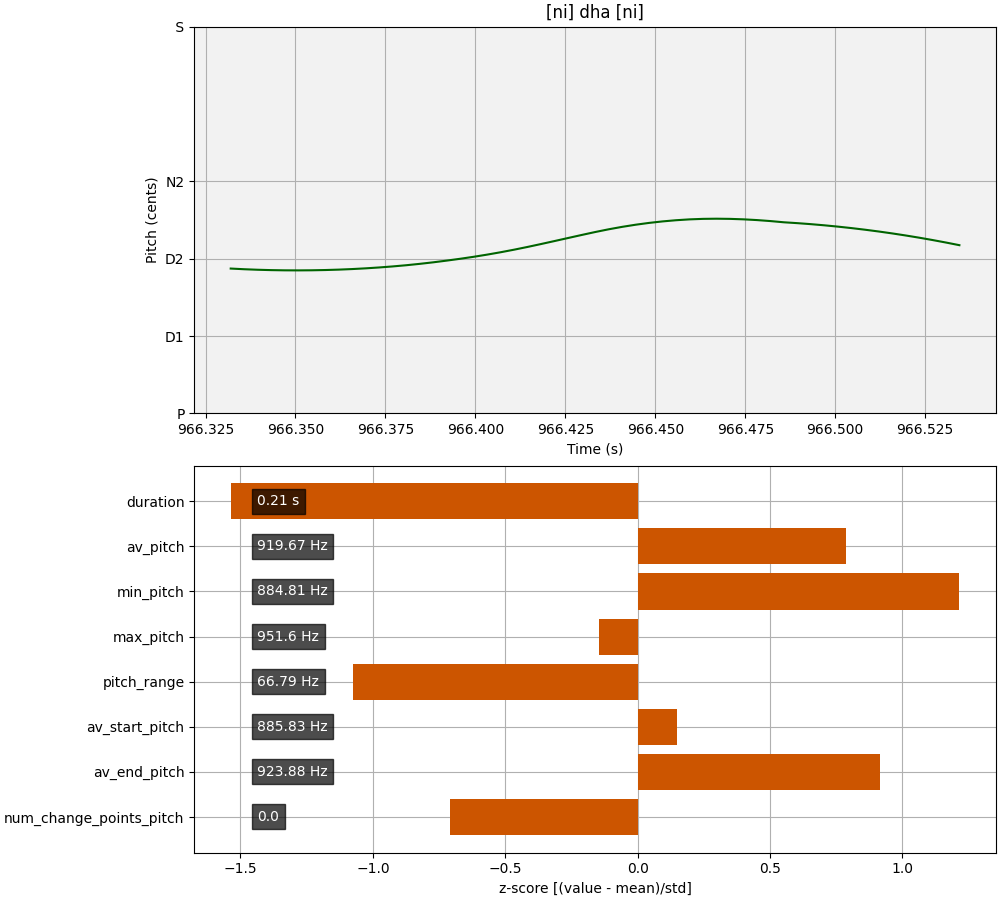 [ni] dha [ni]
S
N2
D2
D1
P
Pitch (cents)
966.325 966.350 966.375 966.400 966.425 966.450 966.475 966.500 966.525
Time (s)
duration 0.21 s
av_pitch 919.67 Hz
min_pitch 884.81 Hz
max_pitch 951.6 Hz
pitch_range 66.79 Hz
av_start_pitch 885.83 Hz
av_end_pitch 923.88 Hz
num_change_points_pitch 0.0
−1.5 −1.0 −0.5 0.0 0.5 1.0
z-score [(value - mean)/std]